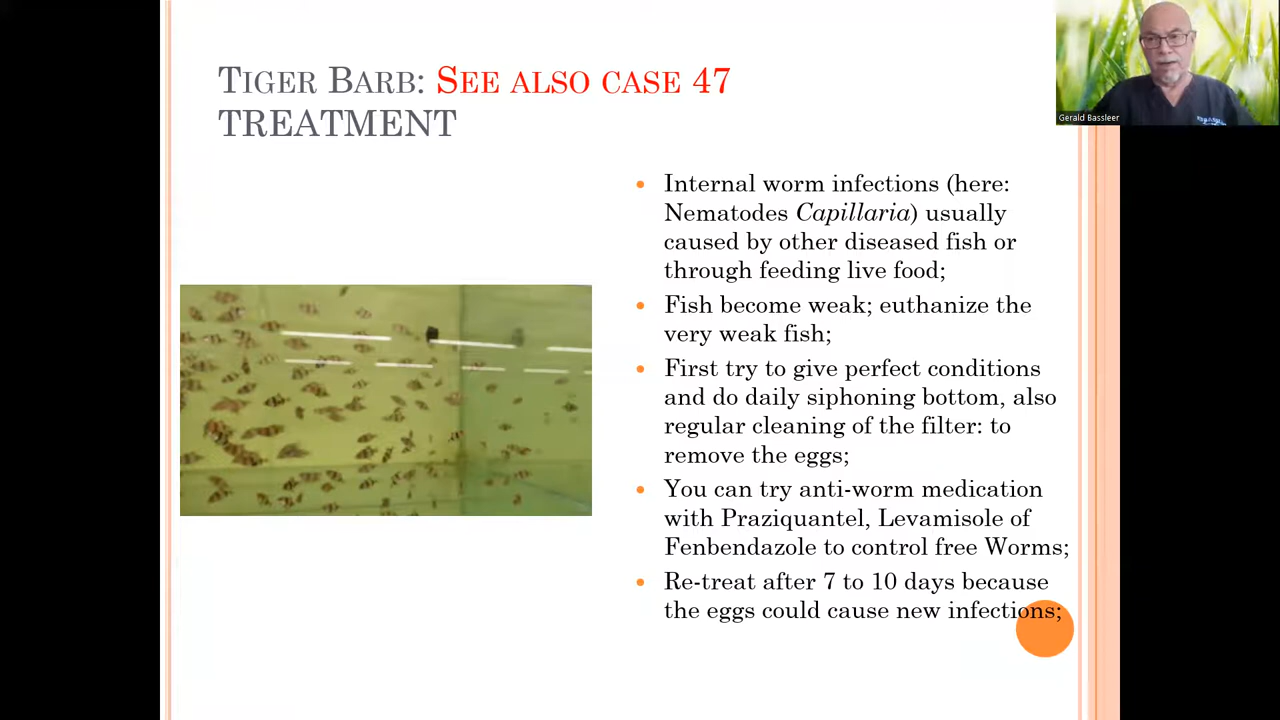 Tiger Barb: See also case 47
TREATMENT
Gerald Bassleer
• Internal worm infections (here:
Nematodes Capillaria) usually
caused by other diseased fish or
through feeding live food;
• Fish become weak; euthanize the
very weak fish;
• First try to give perfect conditions
and do daily siphoning bottom, also
regular cleaning of the filter: to
remove the eggs;
• You can try anti-worm medication
with Praziquantel, Levamisole of
Fenbendazole to control free Worms;
• Re-treat after 7 to 10 days because
the eggs could cause new infections;